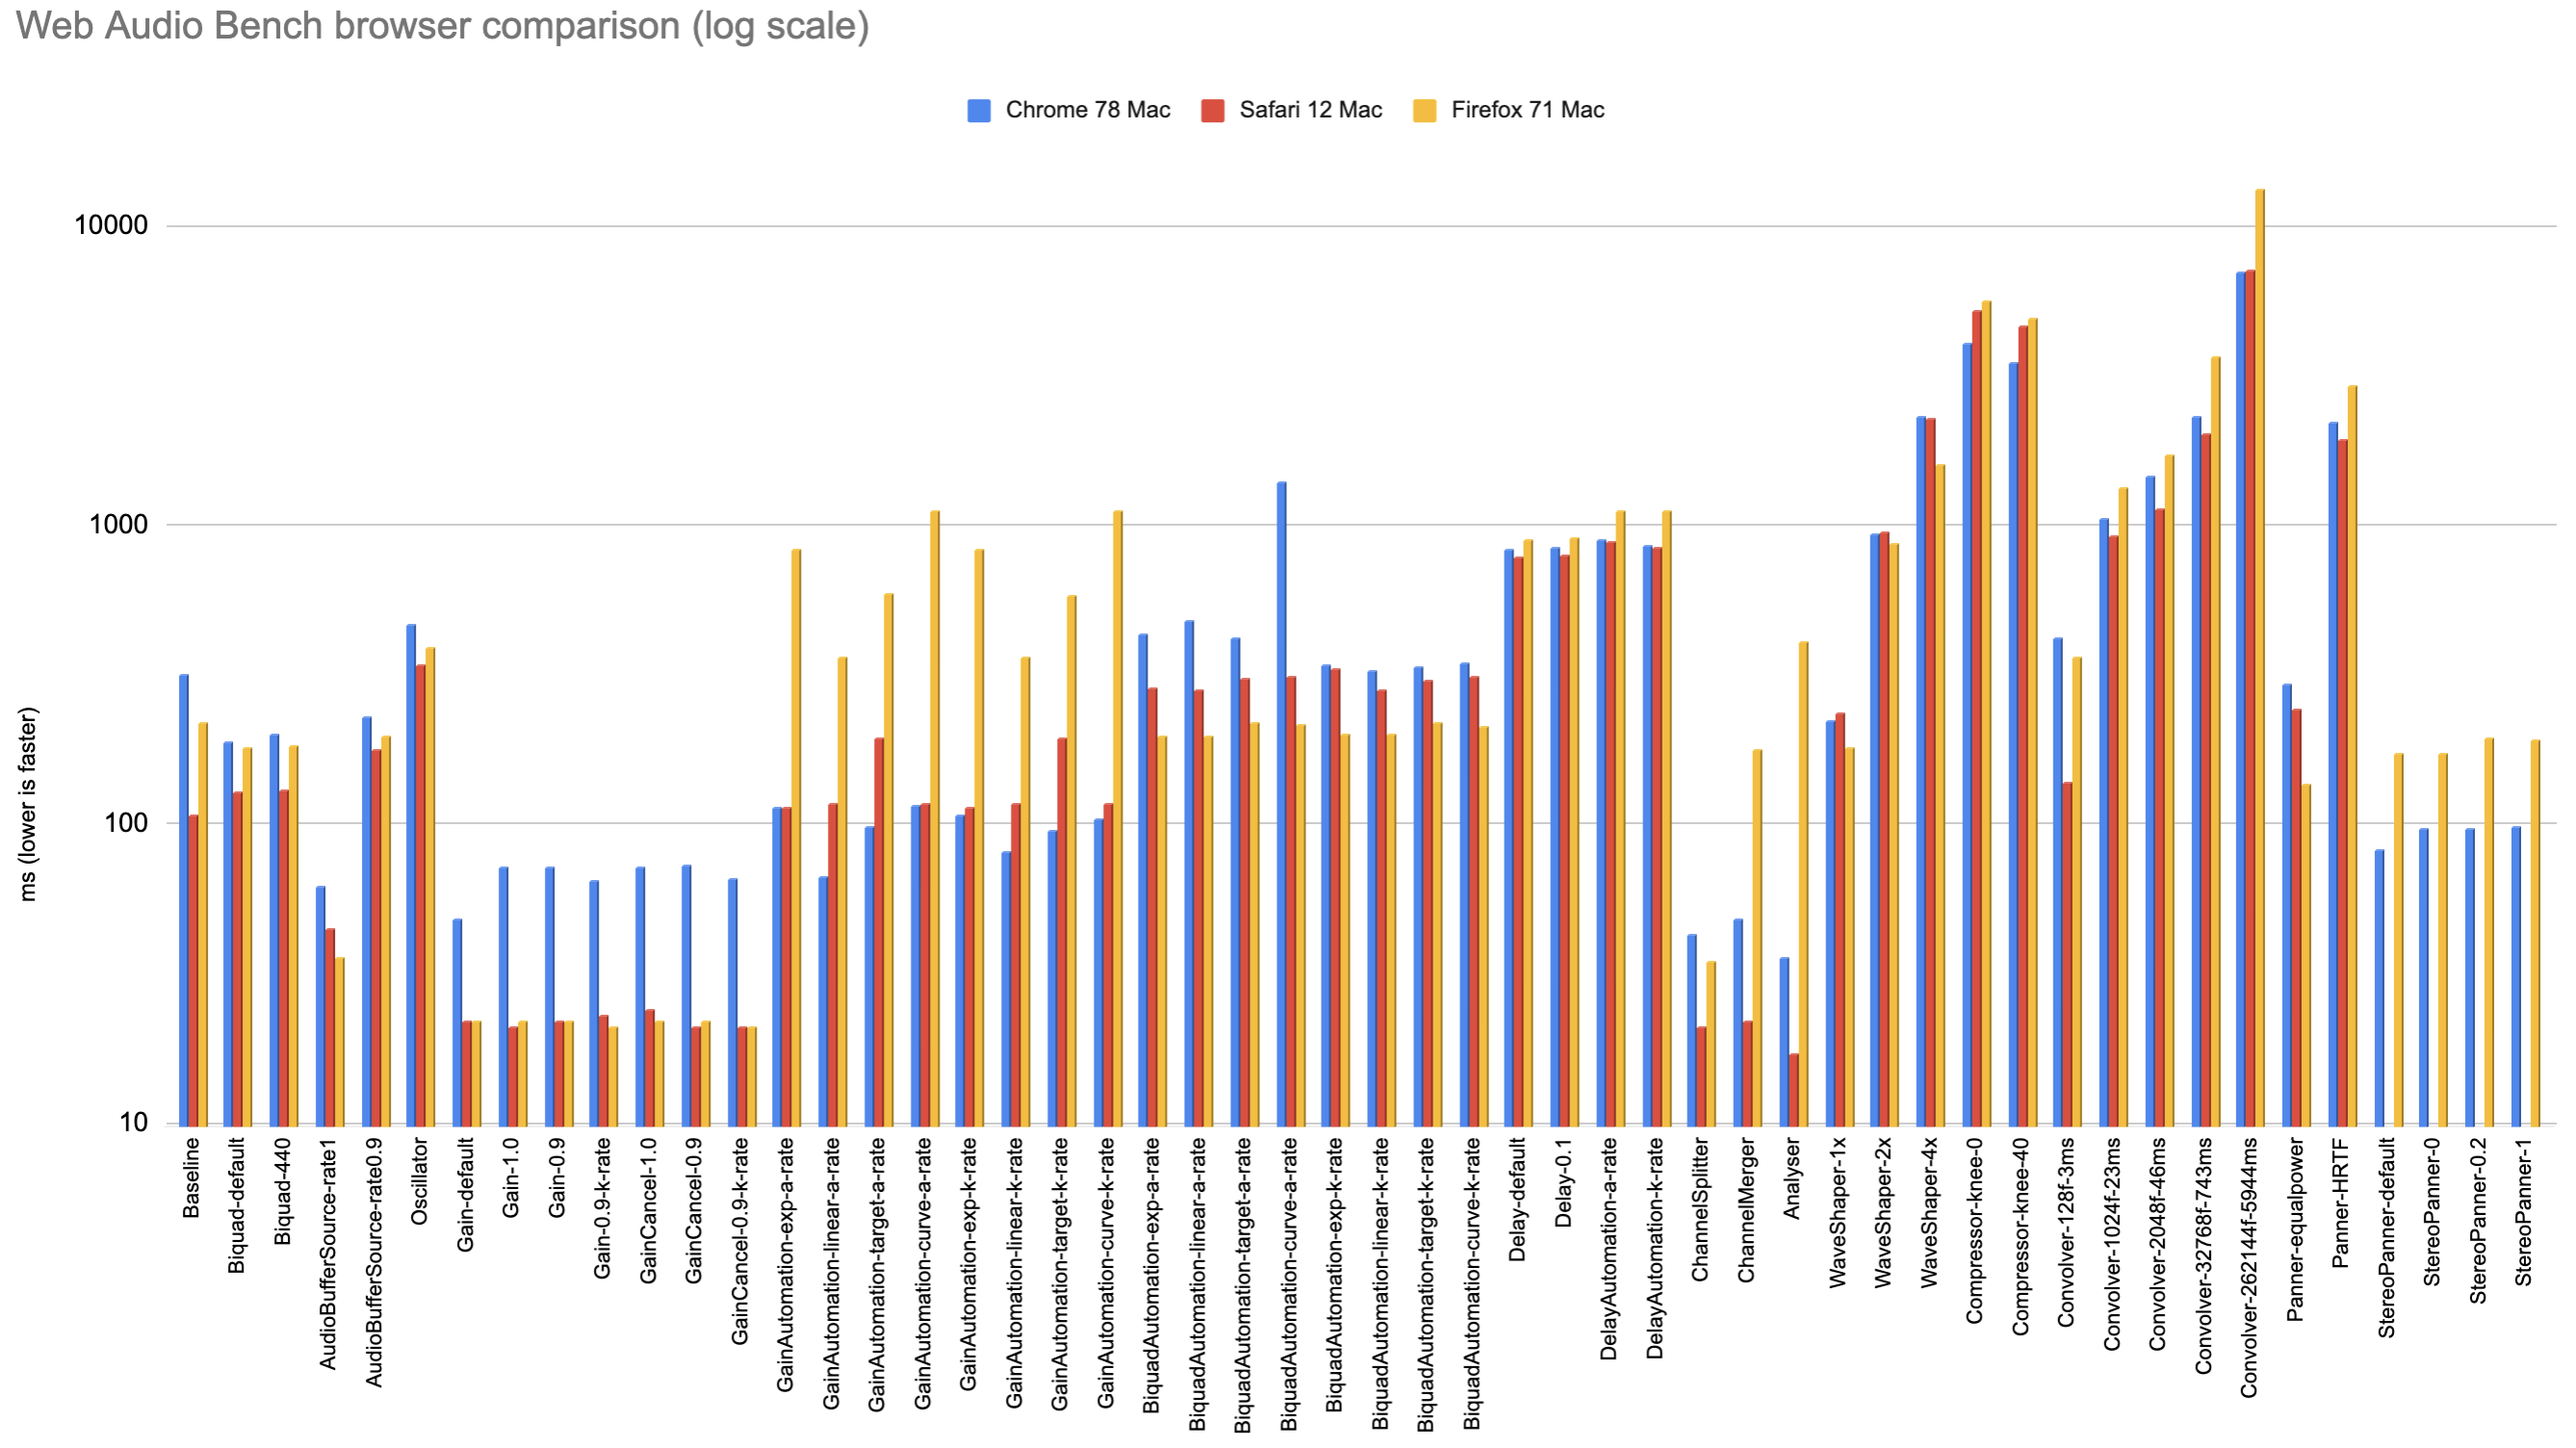 Web Audio Bench browser comparison (log scale)
Chrome 78 Mac
Safari 12 Mac
Firefox 71 Mac
10000
1000
100
10
ms (lower is faster)
Baseline
Biquad-default
Biquad-440
AudioBufferSource-rate1
AudioBufferSource-rate0.9
Oscillator
Gain-default
Gain-1.0
Gain-0.9
Gain-0.9-k-rate
GainCancel-1.0
GainCancel-0.9
GainCancel-0.9-k-rate
GainAutomation-exp-a-rate
GainAutomation-linear-a-rate
GainAutomation-target-a-rate
GainAutomation-curve-a-rate
GainAutomation-exp-k-rate
GainAutomation-linear-k-rate
GainAutomation-target-k-rate
GainAutomation-curve-k-rate
BiquadAutomation-exp-a-rate
BiquadAutomation-linear-a-rate
BiquadAutomation-target-a-rate
BiquadAutomation-curve-a-rate
BiquadAutomation-exp-k-rate
BiquadAutomation-linear-k-rate
BiquadAutomation-target-k-rate
BiquadAutomation-curve-k-rate
Delay-default
Delay-0.1
DelayAutomation-a-rate
DelayAutomation-k-rate
ChannelSplitter
ChannelMerger
Analyser
WaveShaper-1x
WaveShaper-2x
WaveShaper-4x
Compressor-knee-0
Compressor-knee-40
Convolver-128f-3ms
Convolver-1024f-23ms
Convolver-2048f-46ms
Convolver-32768f-743ms
Convolver-262144f-5944ms
Panner-equalpower
Panner-HRTF
StereoPanner-default
StereoPanner-0
StereoPanner-0.2
StereoPanner-1